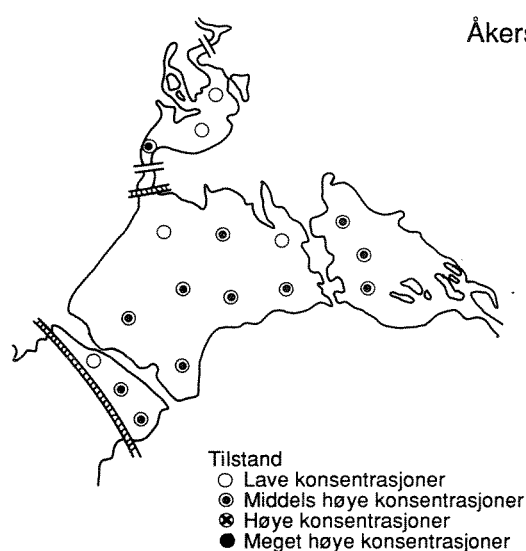 Åkers
Tilstand
Lave konsentrasjoner
Middels høye konsentrasjoner
Høye konsentrasjoner
Meget høye konsentrasjoner